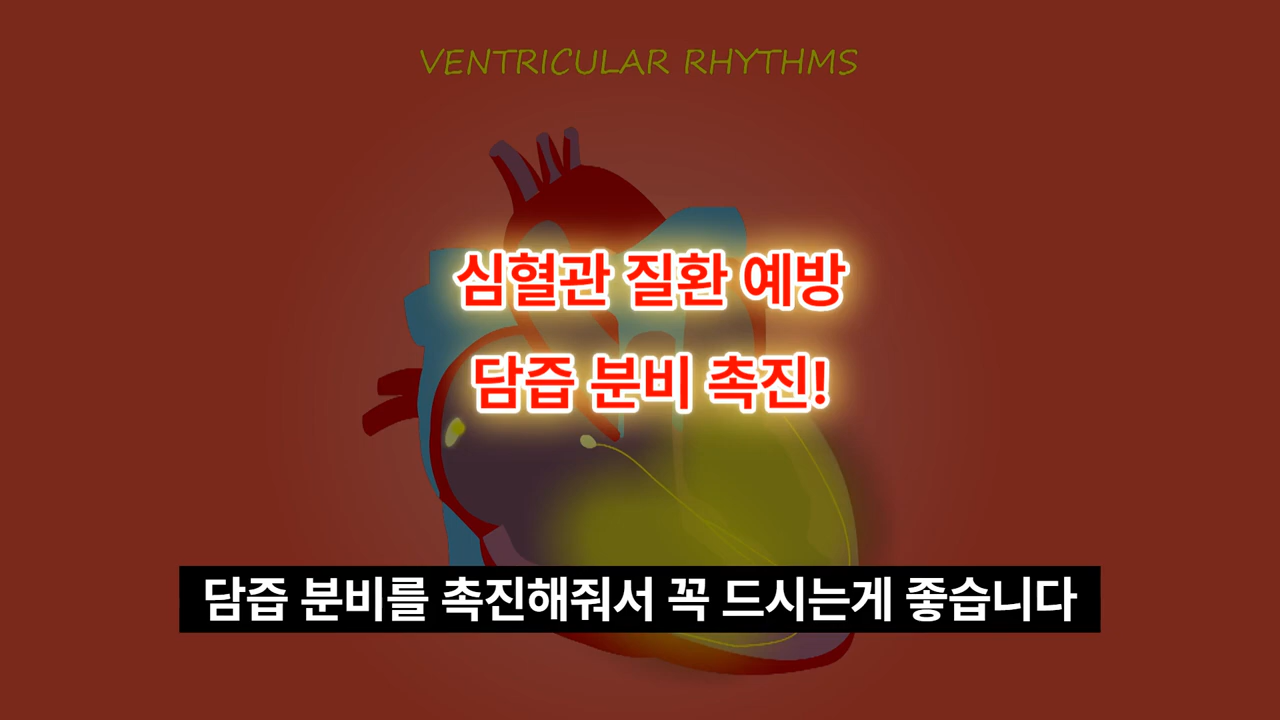 VENTRICULAR RHYTHMS
심혈관 질환 예방
담즙 분비 촉진!
담즙 분비를 촉진해줘서 꼭 드시는게 좋습니다